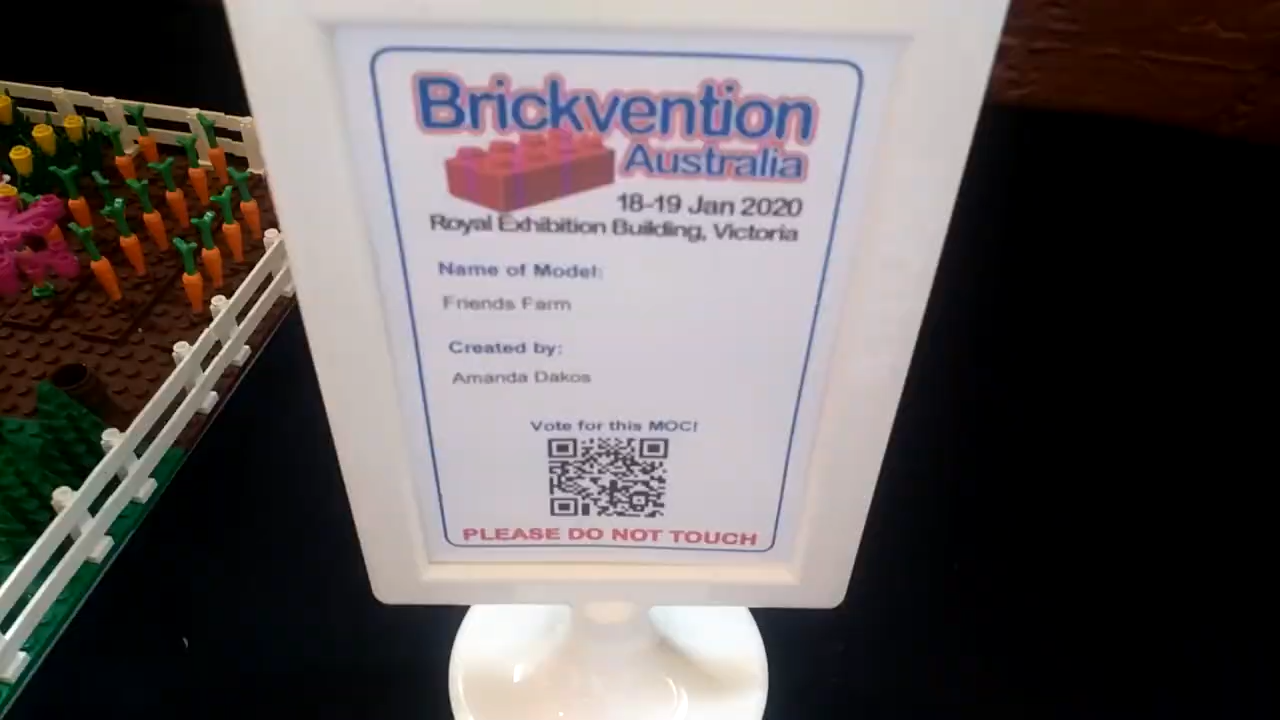 Brickvention
Australia
18-19 Jan 2020
Royal Exhibition Building, Victoria
Name of Model:
Friends Farm
Created by:
Amanda Dakos
Vote for this MOC!
PLEASE DO NOT TOUCH